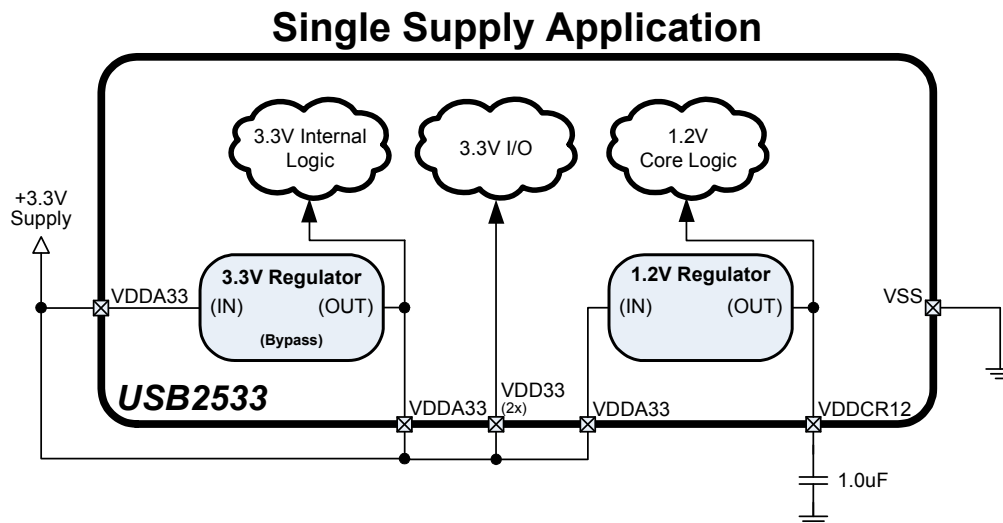 Single Supply Application
3.3V Internal
Logic
3.3V I/O
1.2V
Core Logic
+3.3V
Supply
3.3V Regulator
(IN)
(OUT)
(Bypass)
1.2V Regulator
(IN)
(OUT)
VDDA33
VSS
USB2533
VDDA33
VDD33
(2x)
VDDA33
VDDCR12
1.0uF